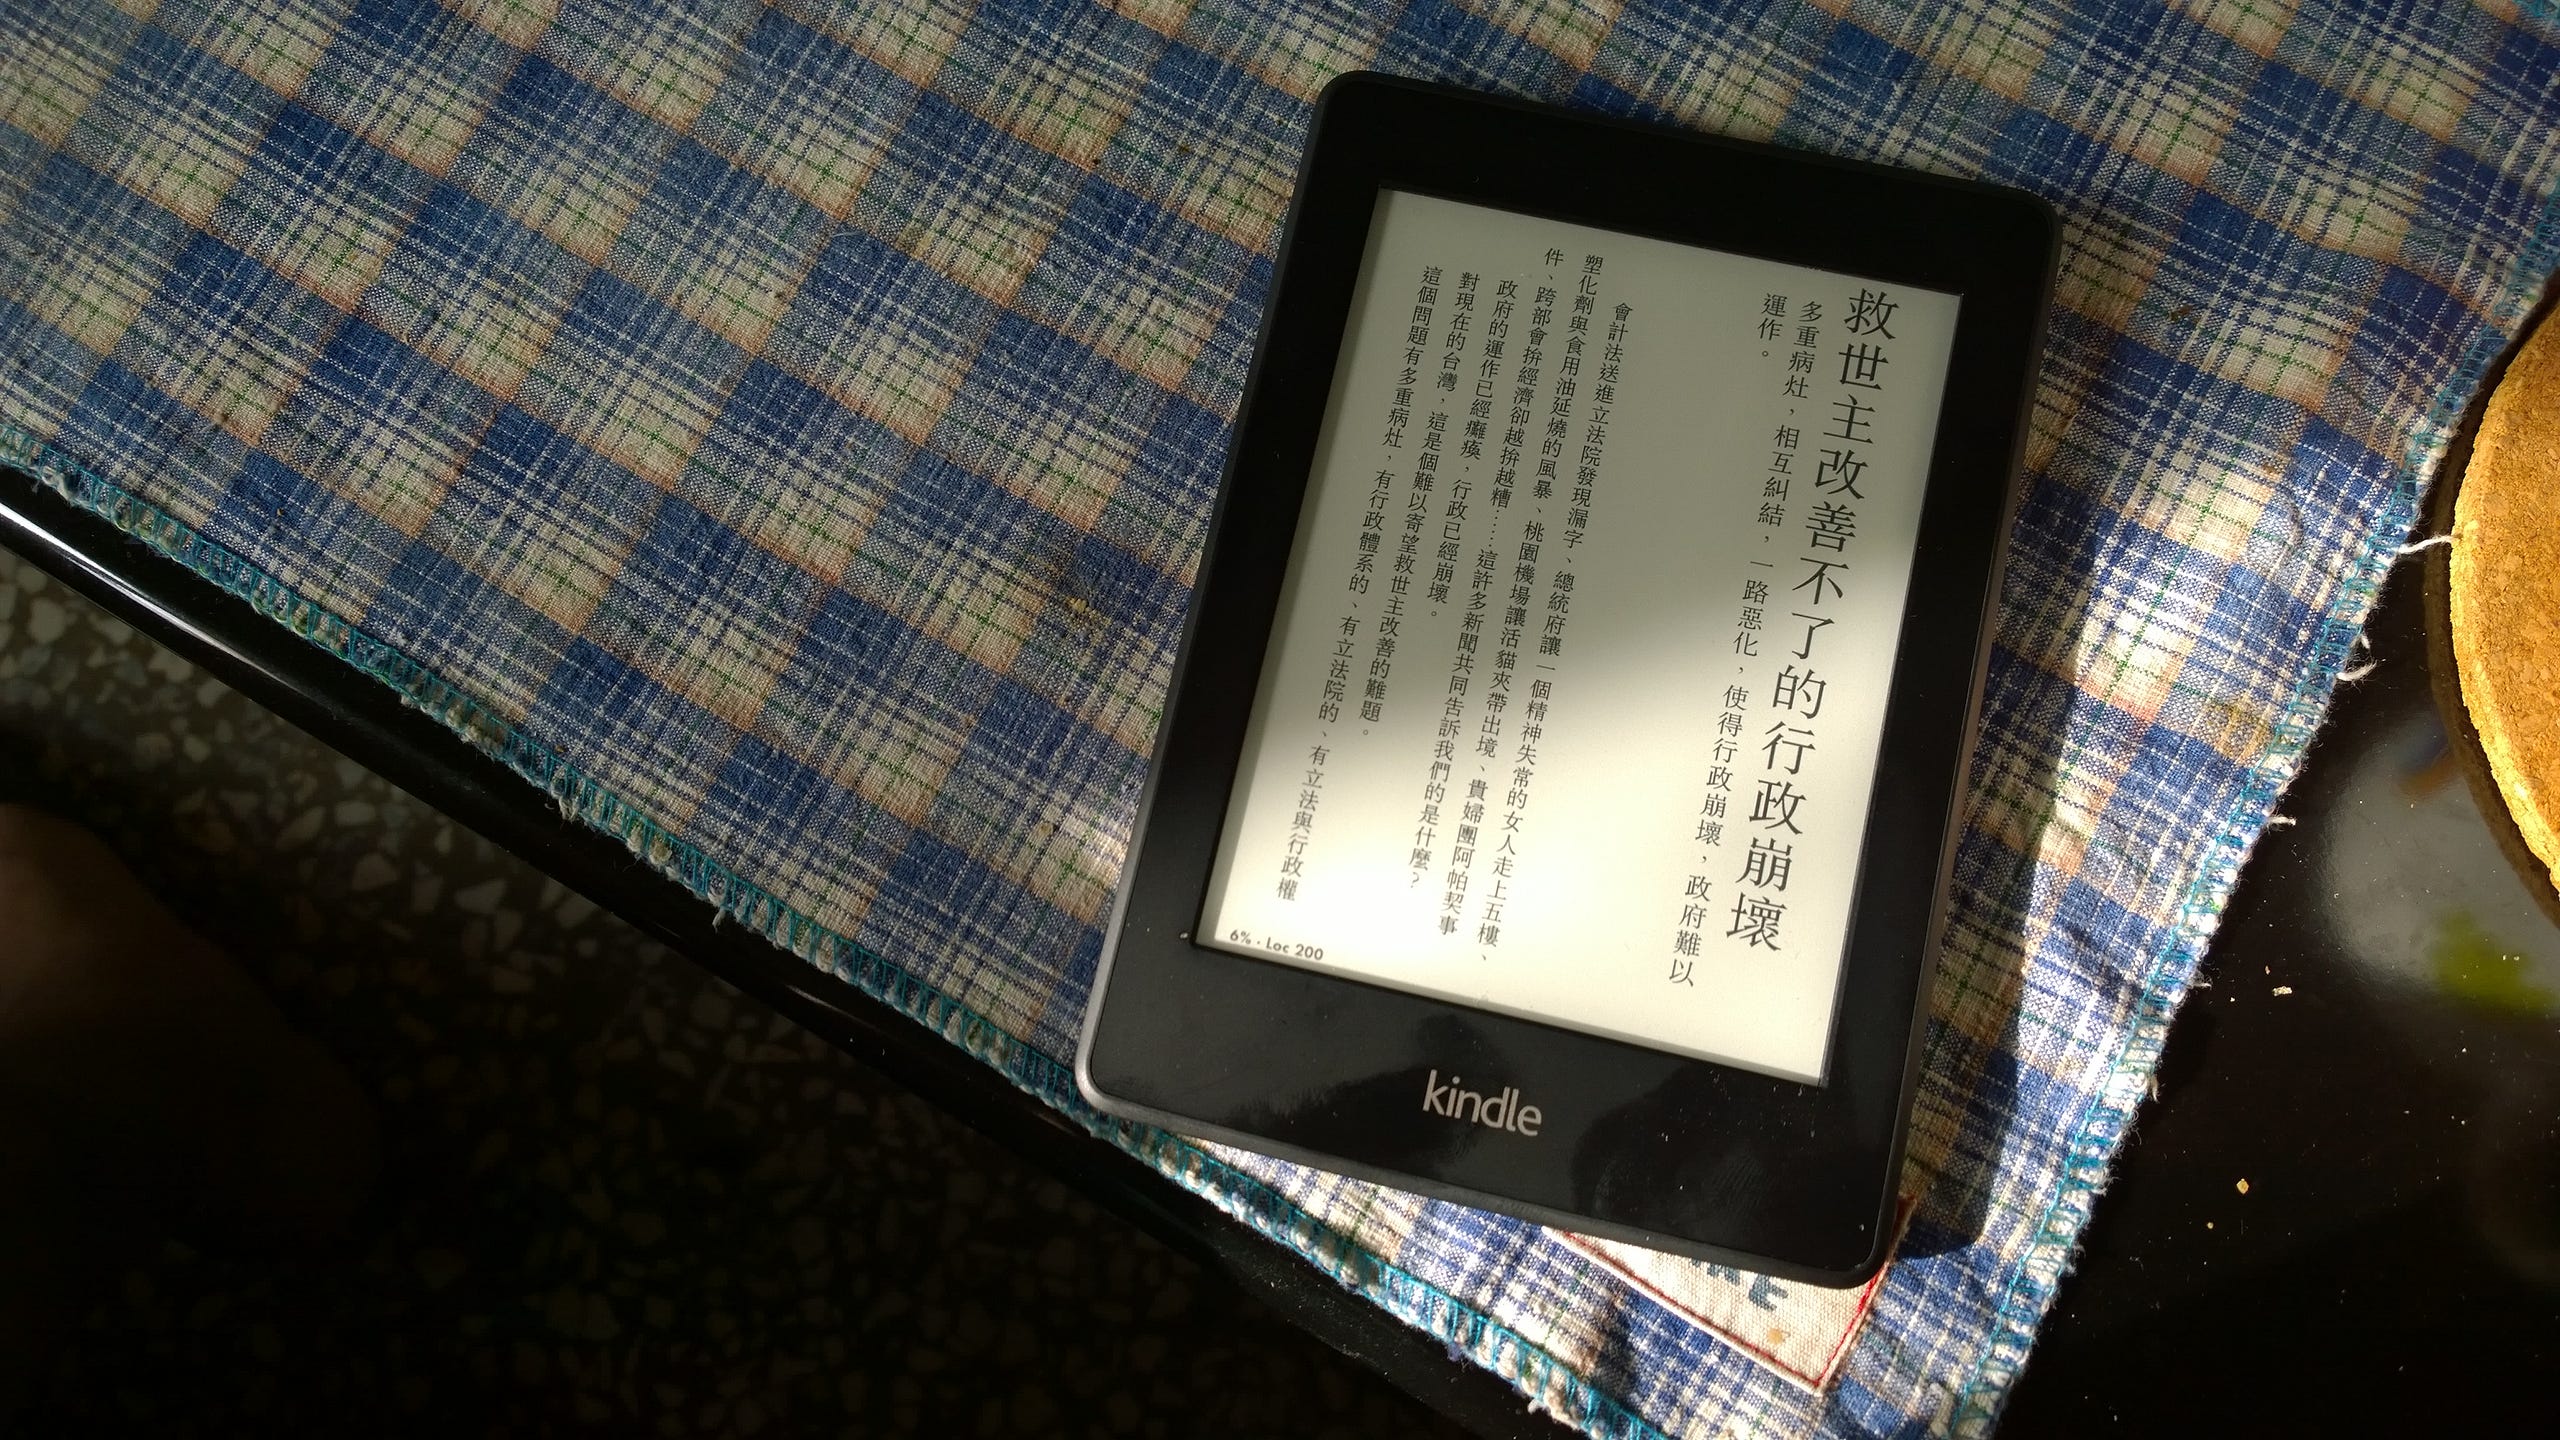 救世主改善不了的行政崩壞
多重病灶，相互糾結，一路惡化，使得行政崩壞，政府難以
運作。
會計法送進立法院發現漏字、總統府讓一個精神失常的女人走上五樓、
塑化劑與食用油延燒的風暴、桃園機場讓活貓夾帶出境、貴婦團阿帕契事
件、跨部會拚經濟卻越拚越糟……這許多新聞共同告訴我們的是什麼？
政府的運作已經癱瘓，行政已經崩壞。
對現在的台灣，這是個難以寄望救世主改善的難題。
這個問題有多重病灶，有行政體系的、有立法院的、有立法與行政權
6% · Loc 200
kindle